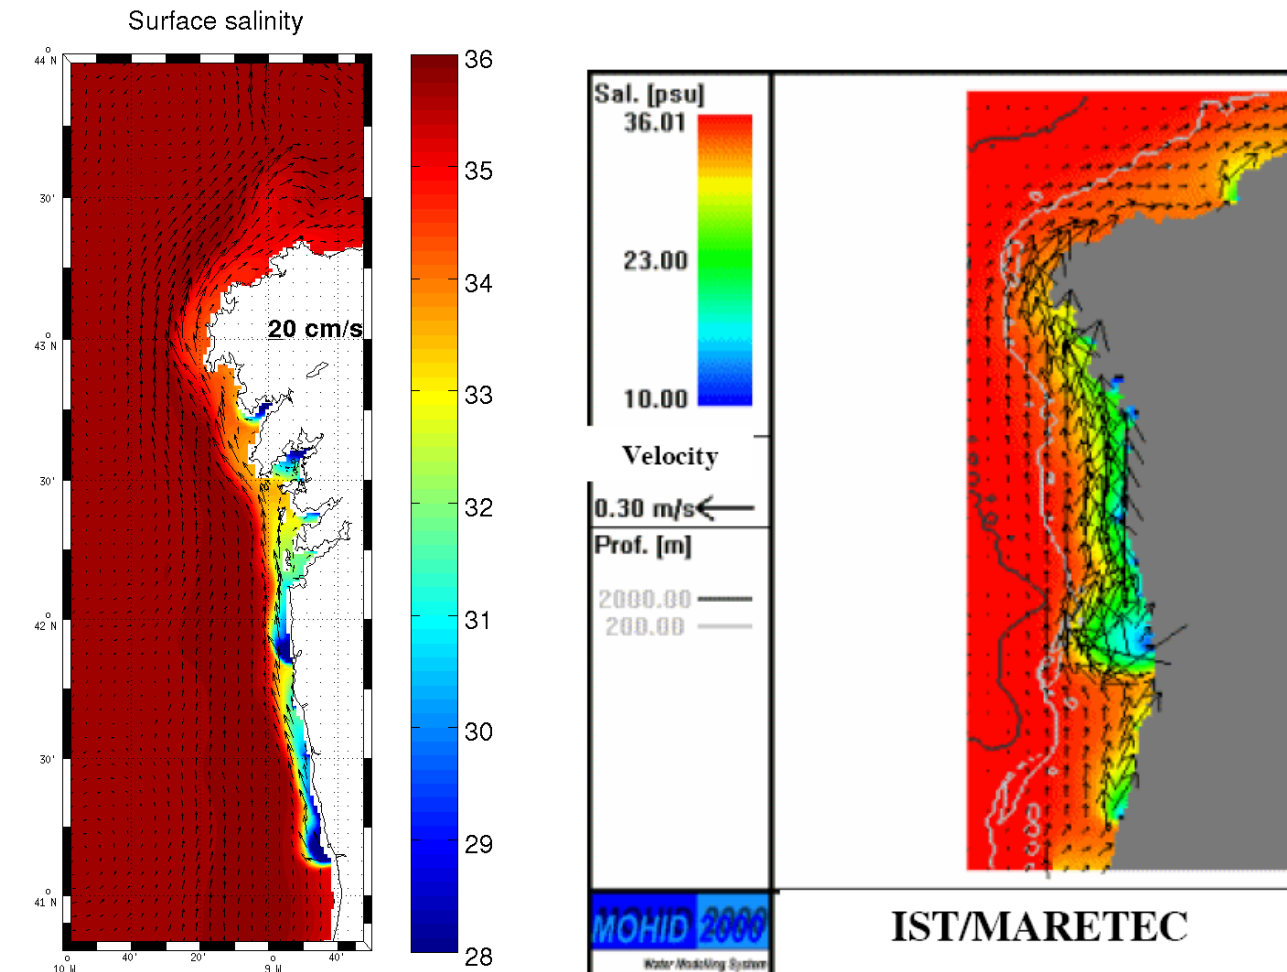 Surface salinity
44° N
30'
43°
30'
42°
30'
41° N
10 W
40'
20'
9 W
40'
20 cm/s
36
35
34
33
32
31
30
29
28
Sal. [psu]
36.01
23.00
10.00
Velocity
0.30 m/s
Prof. [m]
2000.00
200.00
MOHID 2000
Water Modelling System
IST/MARETEC